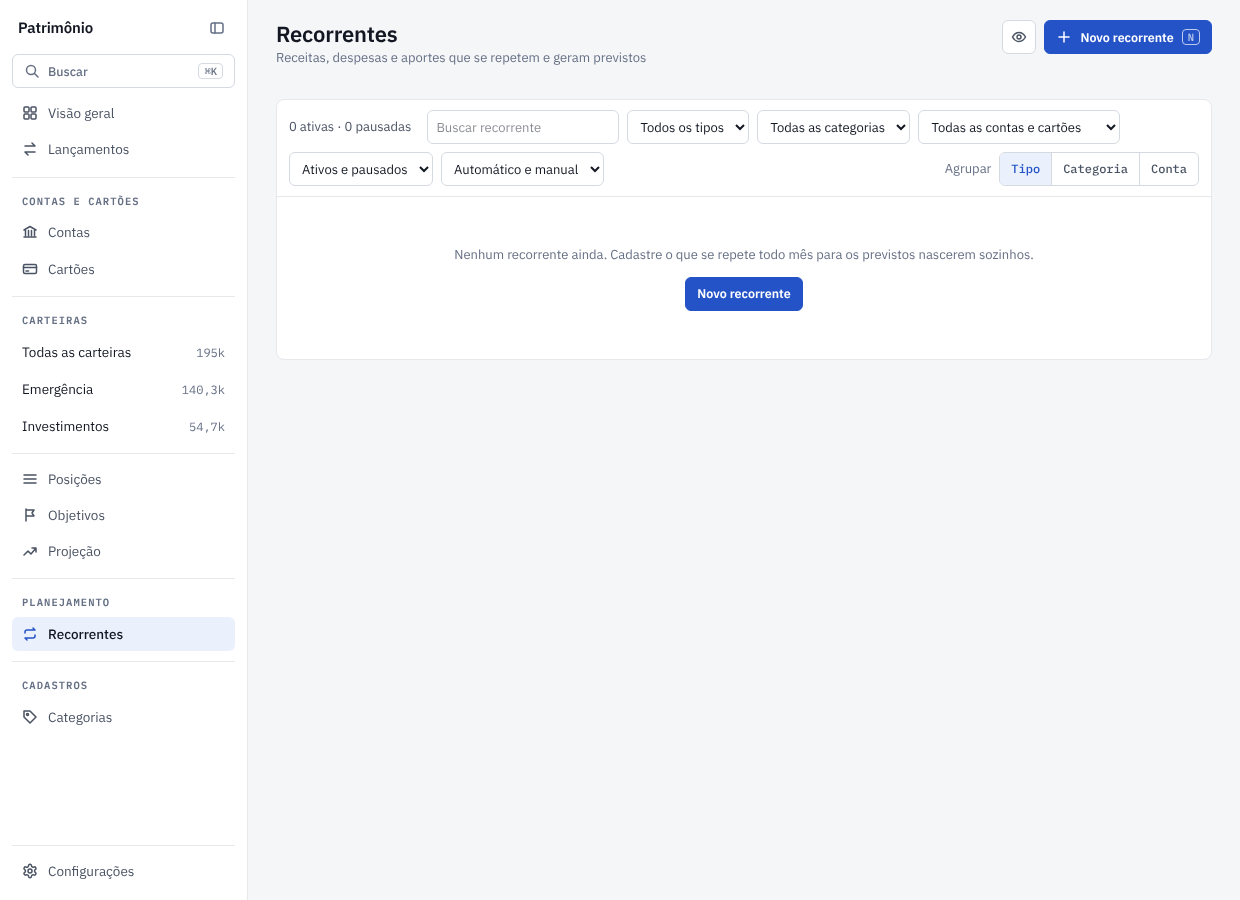 Patrimônio
Buscar ⌘K
Visão geral
Lançamentos
CONTAS E CARTÕES
Contas
Cartões
CARTEIRAS
Todas as carteiras 195k
Emergência 140,3k
Investimentos 54,7k
Posições
Objetivos
Projeção
PLANEJAMENTO
Recorrentes
CADASTROS
Categorias
Configurações
Recorrentes
Receitas, despesas e aportes que se repetem e geram previstos
Novo recorrente N
0 ativas · 0 pausadas Buscar recorrente Todos os tipos Todas as categorias Todas as contas e cartões
Ativos e pausados Automático e manual Agrupar Tipo Categoria Conta
Nenhum recorrente ainda. Cadastre o que se repete todo mês para os previstos nascerem sozinhos.
Novo recorrente